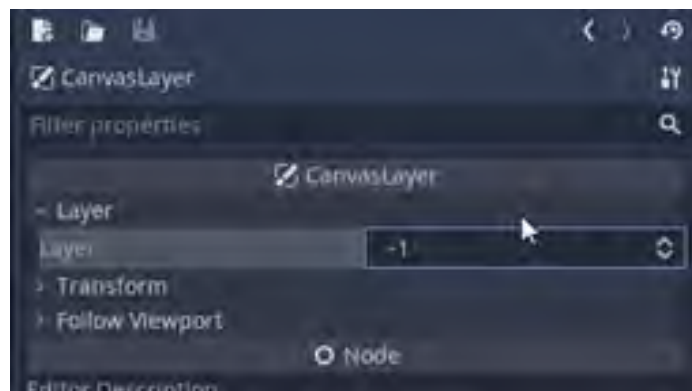 CanvasLayer
Filter properties
CanvasLayer
Layer
Layer -1
Transform
Follow Viewport
Node
Editor Description